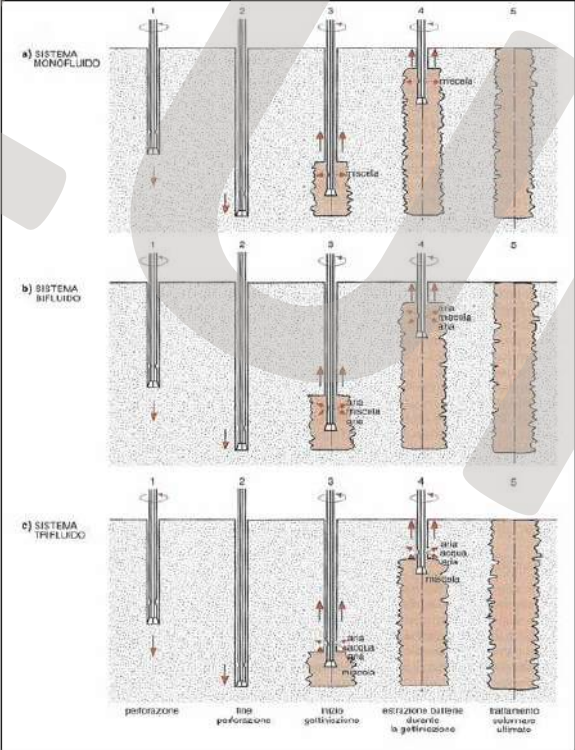 1 2 3 4 5
a) SISTEMA
MONOFLUIDO
miscela
miscela
1 2 3 4 5
b) SISTEMA
BIFLUIDO
aria
miscela
aria
aria
miscela
aria
1 2 3 4 5
c) SISTEMA
TRIFLUIDO
aria
acqua
aria
miscela
aria
acqua
aria
miscela
perforazione
fine
perforazione
inizio
gettiniezione
estrazione batterie
durante
la gettiniezione
trattamento
colonnare
ultimato